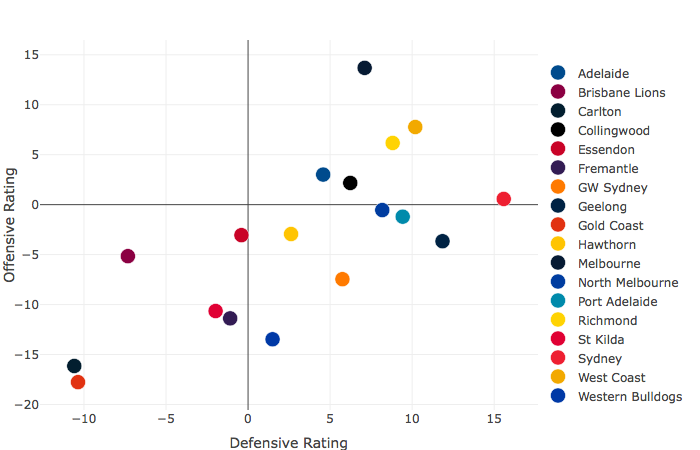 15
10
5
0
−5
−10
−15
−20
Offensive Rating
−10
−5
0
5
10
15
Defensive Rating
Adelaide
Brisbane Lions
Carlton
Collingwood
Essendon
Fremantle
GW Sydney
Geelong
Gold Coast
Hawthorn
Melbourne
North Melbourne
Port Adelaide
Richmond
St Kilda
Sydney
West Coast
Western Bulldogs